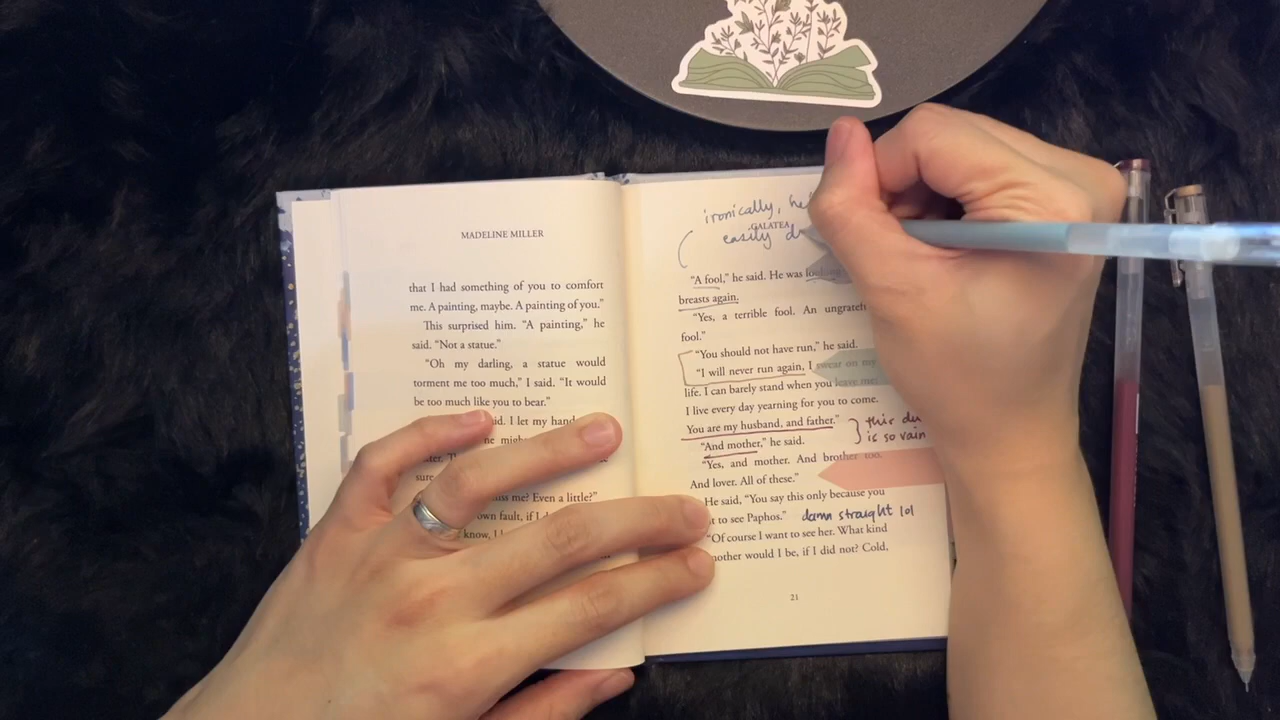 MADELINE MILLER
that I had something of you to comfort
me. A painting, maybe. A painting of you.”
This surprised him. “A painting,” he
said. “Not a statue.”
“Oh my darling, a statue would
torment me too much,” I said. “It would
be too much like you to bear.”
I let my hand
know, I
own fault, if I
me? Even a little?”
ironically, he
GALATEA
easily
“A fool,” he said. He was looking
breasts again.
“Yes, a terrible fool. An
fool.”
“You should not have run,” he said.
“I will never run again, I swear on my
life. I can barely stand when you leave me.
I live every day yearning for you to come.
You are my husband, and father.”
this
“And mother,” he said.
is so vain
“Yes, and mother. And brother too.
And lover. All of these.”
He said, “You say this only because you
to see Paphos.”
damn straight lol
“Of course I want to see her. What kind
mother would I be, if I did not? Cold,
21